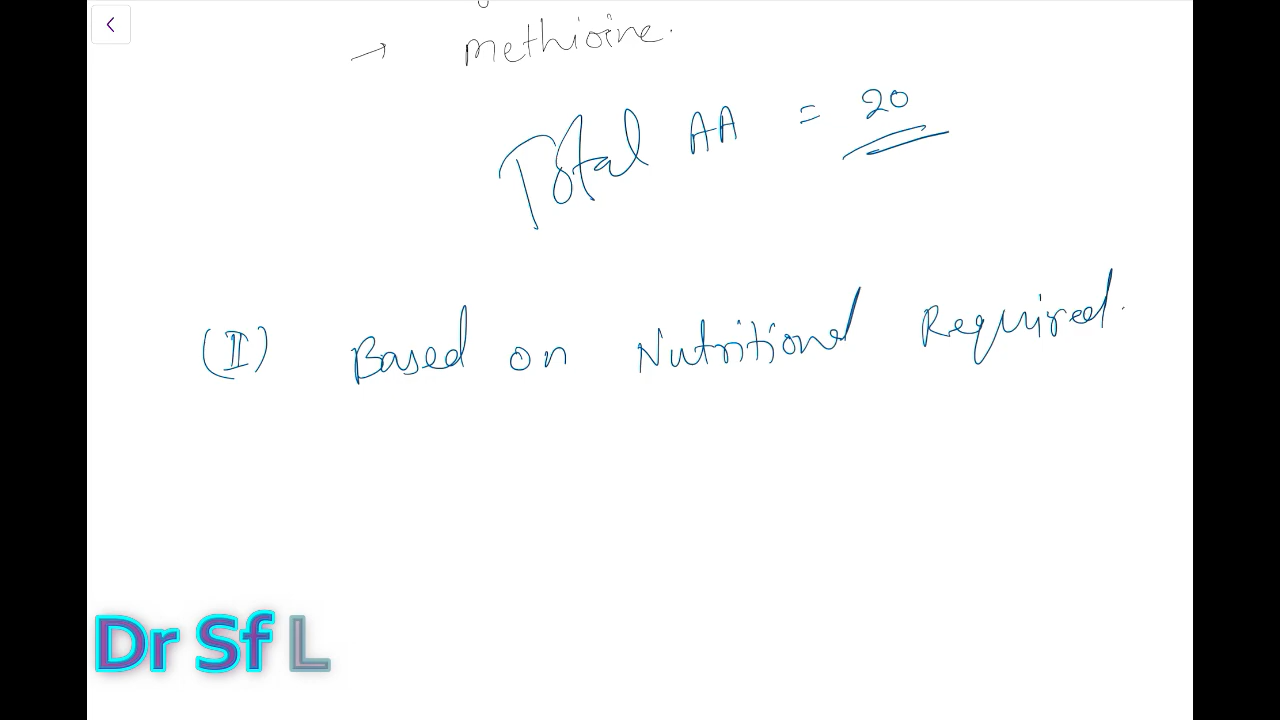 → methioine.
Total AA = 20
(II) Based on Nutritional Required.
Dr Sf L